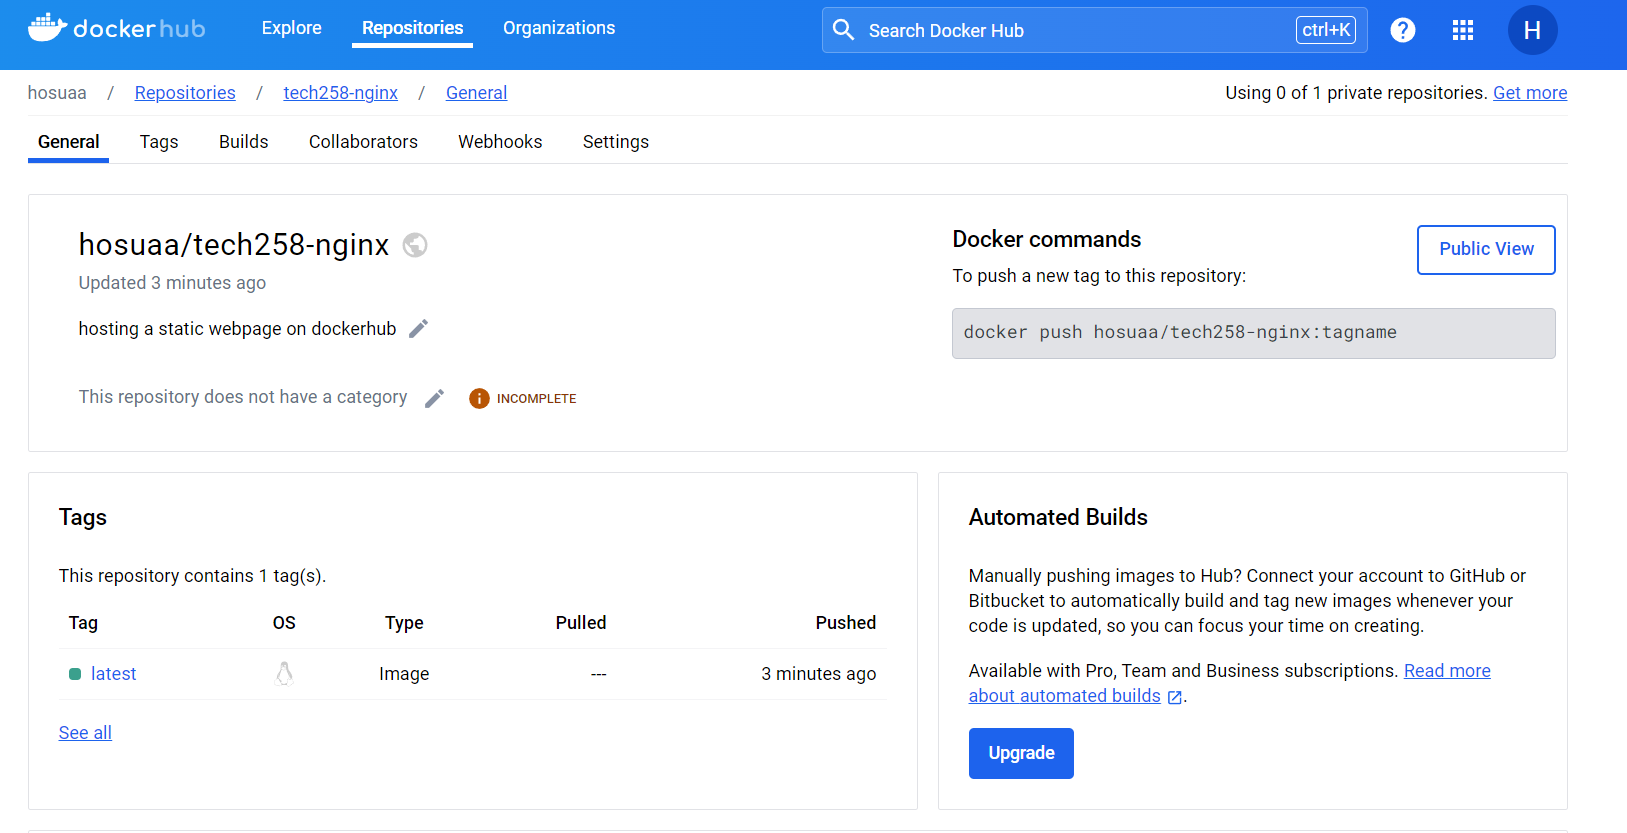 dockerhub
Explore
Repositories
Organizations
Search Docker Hub
ctrl+K
?
H
hosuaa / Repositories / tech258-nginx / General
Using 0 of 1 private repositories. Get more
General
Tags
Builds
Collaborators
Webhooks
Settings
hosuaa/tech258-nginx
Updated 3 minutes ago
hosting a static webpage on dockerhub
This repository does not have a category
INCOMPLETE
Docker commands
Public View
To push a new tag to this repository:
docker push hosuaa/tech258-nginx:tagname
Tags
This repository contains 1 tag(s).
Tag OS Type Pulled Pushed
latest Image --- 3 minutes ago
See all
Automated Builds
Manually pushing images to Hub? Connect your account to GitHub or
Bitbucket to automatically build and tag new images whenever your
code is updated, so you can focus your time on creating.
Available with Pro, Team and Business subscriptions. Read more
about automated builds .
Upgrade